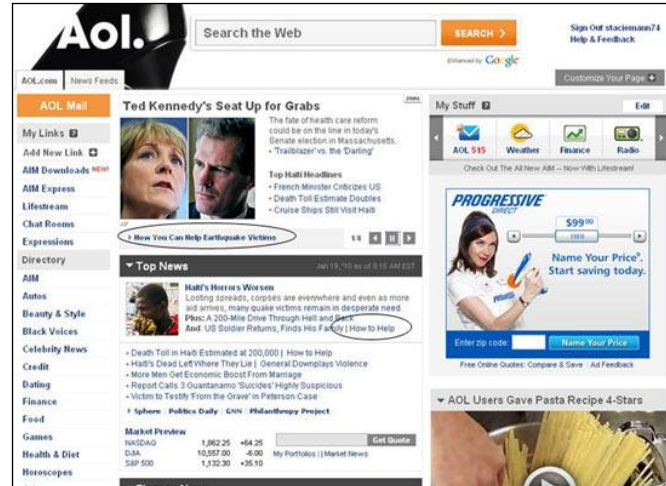 Aol.
Search the Web
SEARCH >
Enhanced by Google
Sign Out staciemann74
Help & Feedback
AOL.com
News Feeds
Customize Your Page
AOL Mail
My Links
Add New Link
AIM Downloads NEW!
AIM Express
Lifestream
Chat Rooms
Expressions
Directory
AIM
Autos
Beauty & Style
Black Voices
Celebrity News
Credit
Dating
Finance
Food
Games
Health & Diet
Horoscopes
Ted Kennedy's Seat Up for Grabs
The fate of health care reform
could be on the line in today's
Senate election in Massachusetts.
• 'Trailblazer' vs. the 'Darling'
Top Haiti Headlines
• French Minister Criticizes US
• Death Toll Estimate Doubles
• Cruise Ships Still Visit Haiti
AP
› How You Can Help Earthquake Victims
1/8
Top News
Jan 19, '10 as of 9:15 AM EST
Haiti's Horrors Worsen
Looting spreads, corpses are everywhere and even as more
aid arrives, many quake victims remain in desperate need.
Plus: A 200-Mile Drive Through Hell and Back
And: US Soldier Returns, Finds His Family | How to Help
• Death Toll in Haiti Estimated at 200,000 | How to Help
• Haiti's Dead Left Where They Lie | General Downplays Violence
• More Men Get Economic Boost From Marriage
• Report Calls 3 Guantanamo 'Suicides' Highly Suspicious
• Victim to Testify 'From the Grave' in Peterson Case
› Sphere | Politics Daily | GNN | Philanthropy Project
Market Preview
NASDAQ 1,862.25 +64.25
DJIA 10,557.00 -6.00
S&P 500 1,132.30 +35.10
Get Quote
My Portfolios | Market News
My Stuff
Edit
AOL 515
Weather
Finance
Radio
Check Out The All New AIM -- Now With Lifestream!
PROGRESSIVE
DIRECT
$99.00
Name Your Price®.
Start saving today.
Enter zip code:
Name Your Price
Free Online Quotes: Compare & Save | Ad Feedback
AOL Users Gave Pasta Recipe 4-Stars